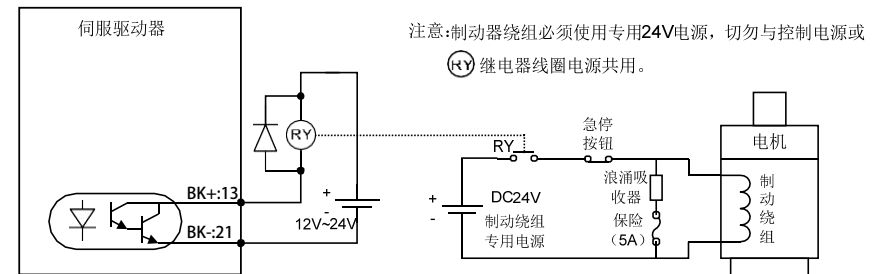 伺服驱动器
注意:制动器绕组必须使用专用24V电源，切勿与控制电源或
RY 继电器线圈电源共用。
RY
急停
按钮
RY
电机
BK+:13
+
-
12V~24V
BK-:21
+
-
DC24V
制动绕组
专用电源
浪涌吸
收器
保险
（5A）
制
动
绕
组